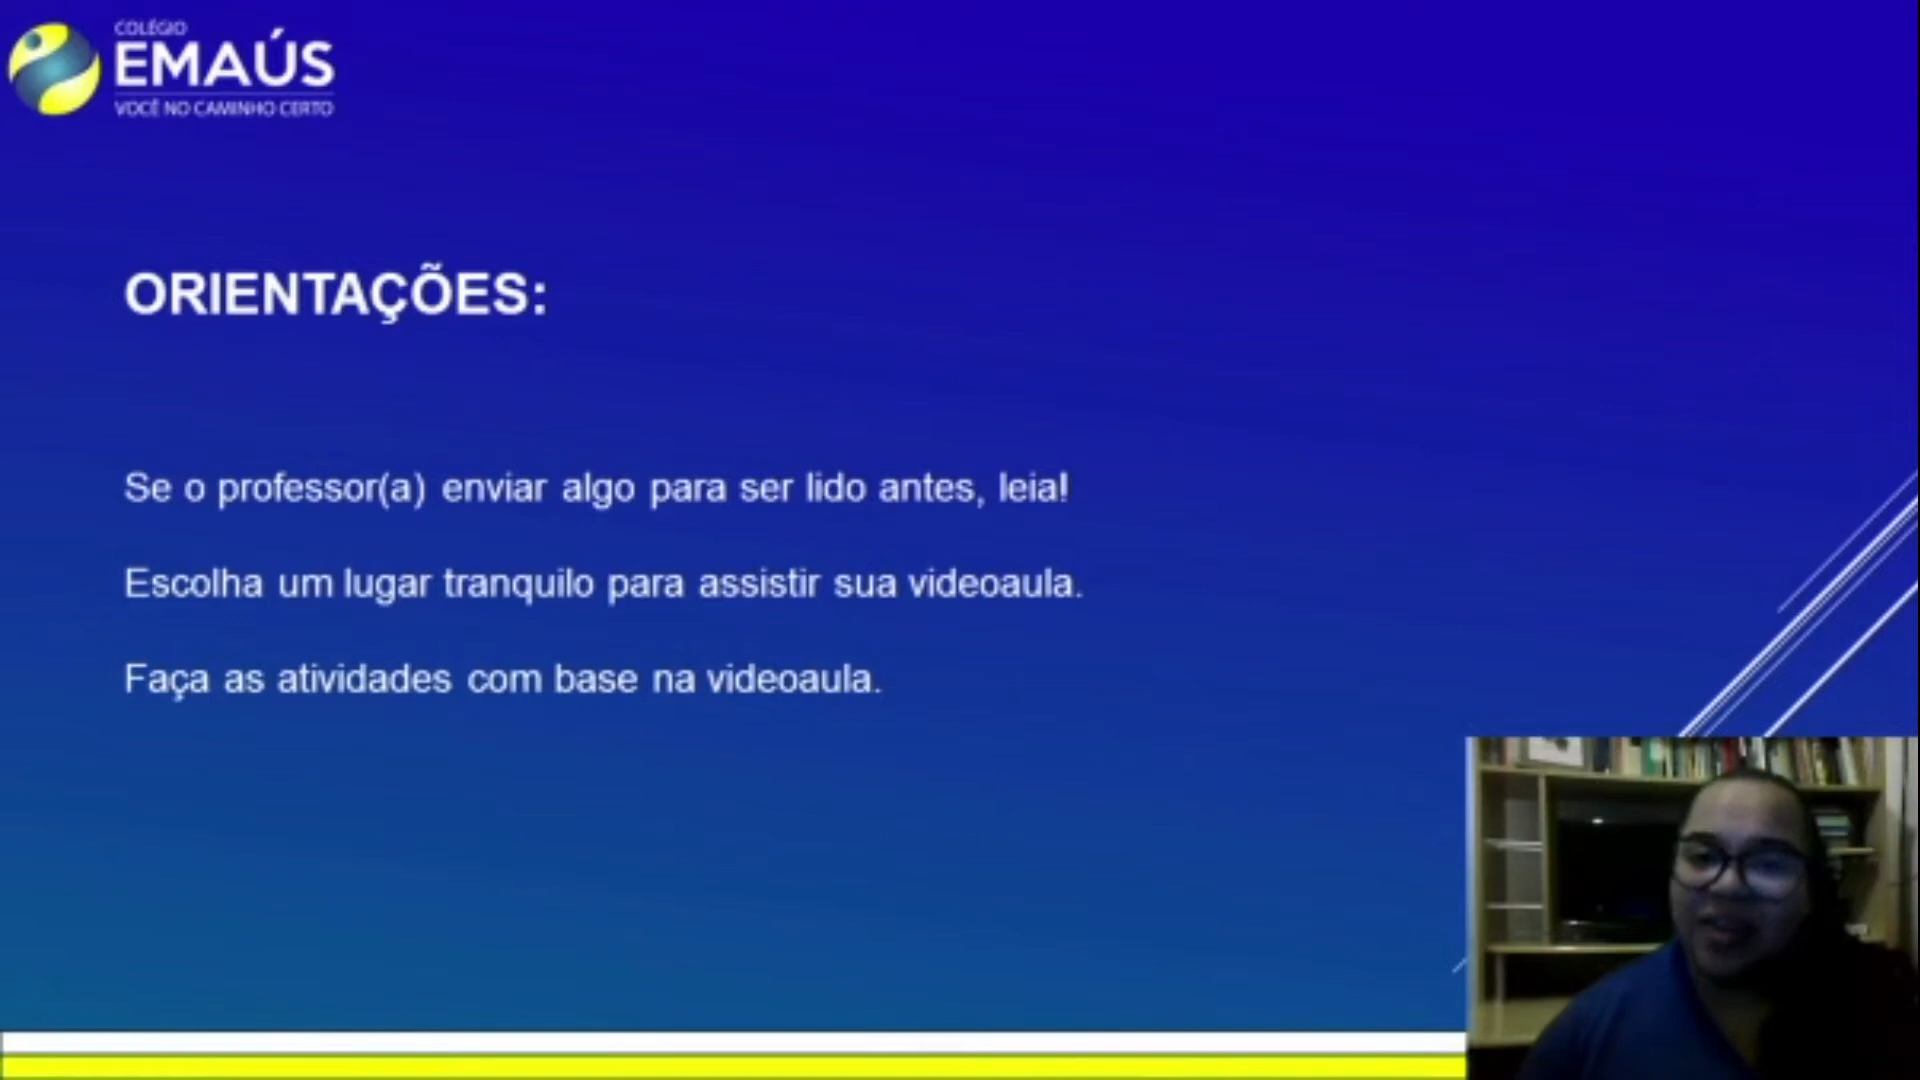 COLÉGIO
EMAÚS
VOCÊ NO CAMINHO CERTO
ORIENTAÇÕES:
Se o professor(a) enviar algo para ser lido antes, leia!
Escolha um lugar tranquilo para assistir sua videoaula.
Faça as atividades com base na videoaula.